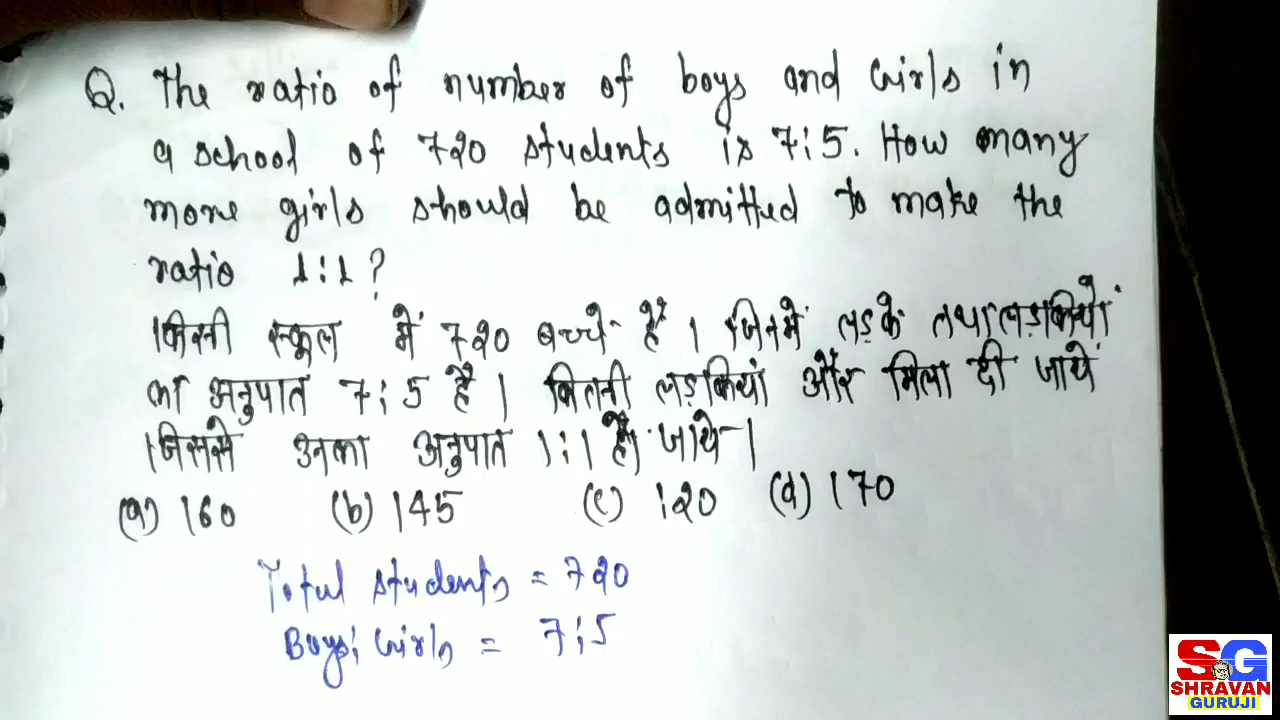 Q. The ratio of number of boys and Girls in
a school of 720 students is 7:5. How many
more girls should be admitted to make the
ratio 1:1?
किसी स्कूल में 720 बच्चे हैं। जिनमें लड़के तथा लड़कियों
का अनुपात 7:5 है। कितनी लड़कियां और मिला दी जाये
जिससे उनका अनुपात 1:1 हो जाये।
(a) 160 (b) 145 (c) 120 (d) 170
Total students = 720
Boys: Girls = 7:5
SG
SHRAVAN
GURUJI